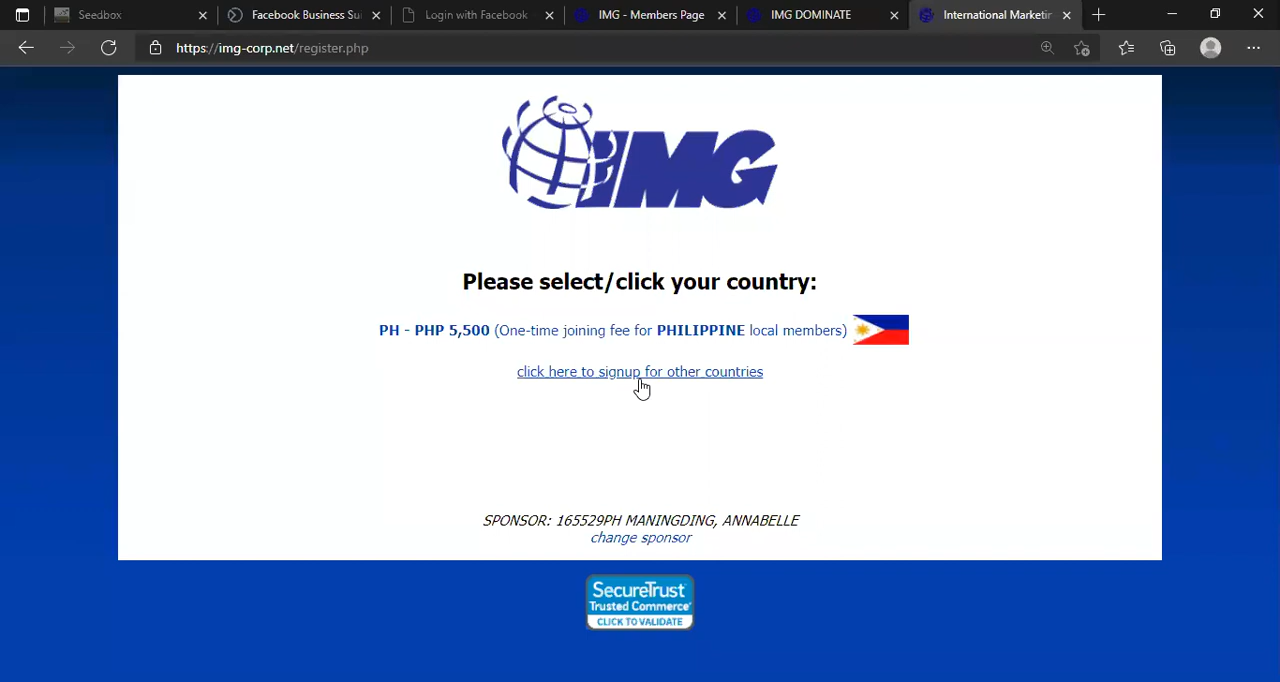 Seedbox
Facebook Business Sui
Login with Facebook
IMG - Members Page
IMG DOMINATE
International Marketin
https://img-corp.net/register.php
IMG
Please select/click your country:
PH - PHP 5,500 (One-time joining fee for PHILIPPINE local members)
click here to signup for other countries
SPONSOR: 165529PH MANINGDING, ANNABELLE
change sponsor
SecureTrust
Trusted Commerce
CLICK TO VALIDATE